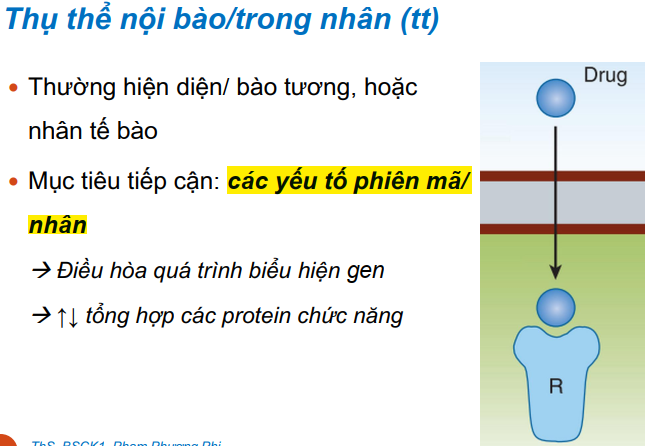 Thụ thể nội bào/trong nhân (tt)
• Thường hiện diện/ bào tương, hoặc
nhân tế bào
• Mục tiêu tiếp cận: các yếu tố phiên mã/
nhân
→ Điều hòa quá trình biểu hiện gen
→ ↑↓ tổng hợp các protein chức năng
Drug
R
ThS. BSCK1. Phạm Phương Phi